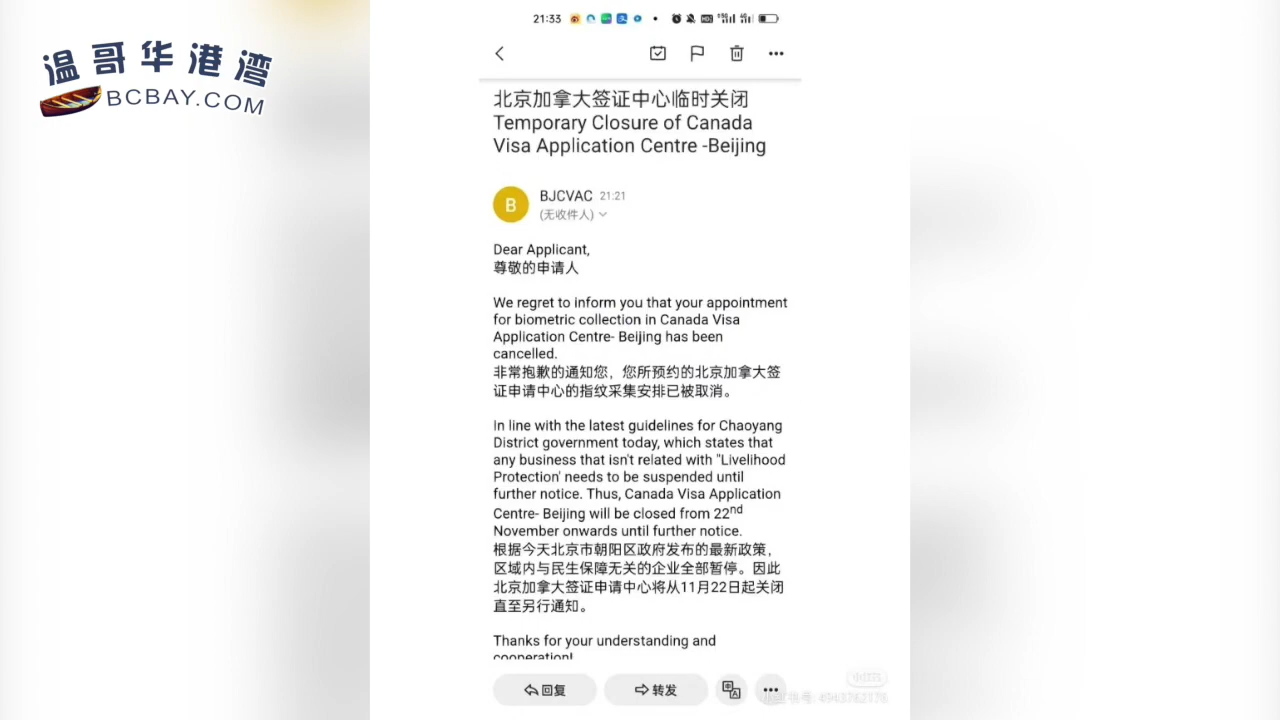 21:33
温哥华港湾
BCBAY.COM
北京加拿大签证中心临时关闭
Temporary Closure of Canada
Visa Application Centre -Beijing
B
BJCVAC 21:21
(无收件人)
Dear Applicant,
尊敬的申请人
We regret to inform you that your appointment
for biometric collection in Canada Visa
Application Centre- Beijing has been
cancelled.
非常抱歉的通知您，您所预约的北京加拿大签
证申请中心的指纹采集安排已被取消。
In line with the latest guidelines for Chaoyang
District government today, which states that
any business that isn't related with "Livelihood
Protection' needs to be suspended until
further notice. Thus, Canada Visa Application
Centre- Beijing will be closed from 22nd
November onwards until further notice.
根据今天北京市朝阳区政府发布的最新政策，
区域内与民生保障无关的企业全部暂停。因此
北京加拿大签证申请中心将从11月22日起关闭
直至另行通知。
Thanks for your understanding and
cooperation!
回复
转发
小红书
小红书号: